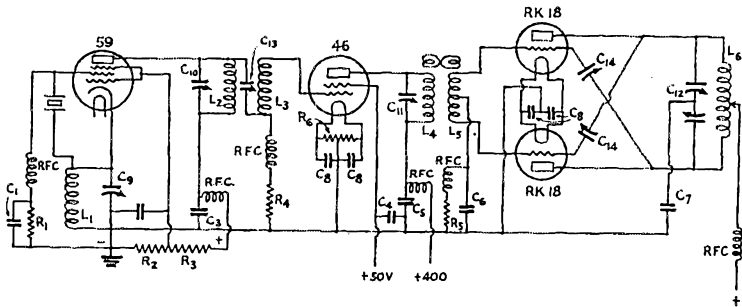 59
46
RK 18
RK 18
C10
L2
C13
L3
C11
L4
L5
C14
C14
L6
C12
C8
R6
C8
C8
RFC
C1
R1
L1
C9
RFC
C3
R4
RFC
C4
C5
RFC
RFC
R5
C6
C7
RFC
R2
R3
-
+
+50V
+400
+